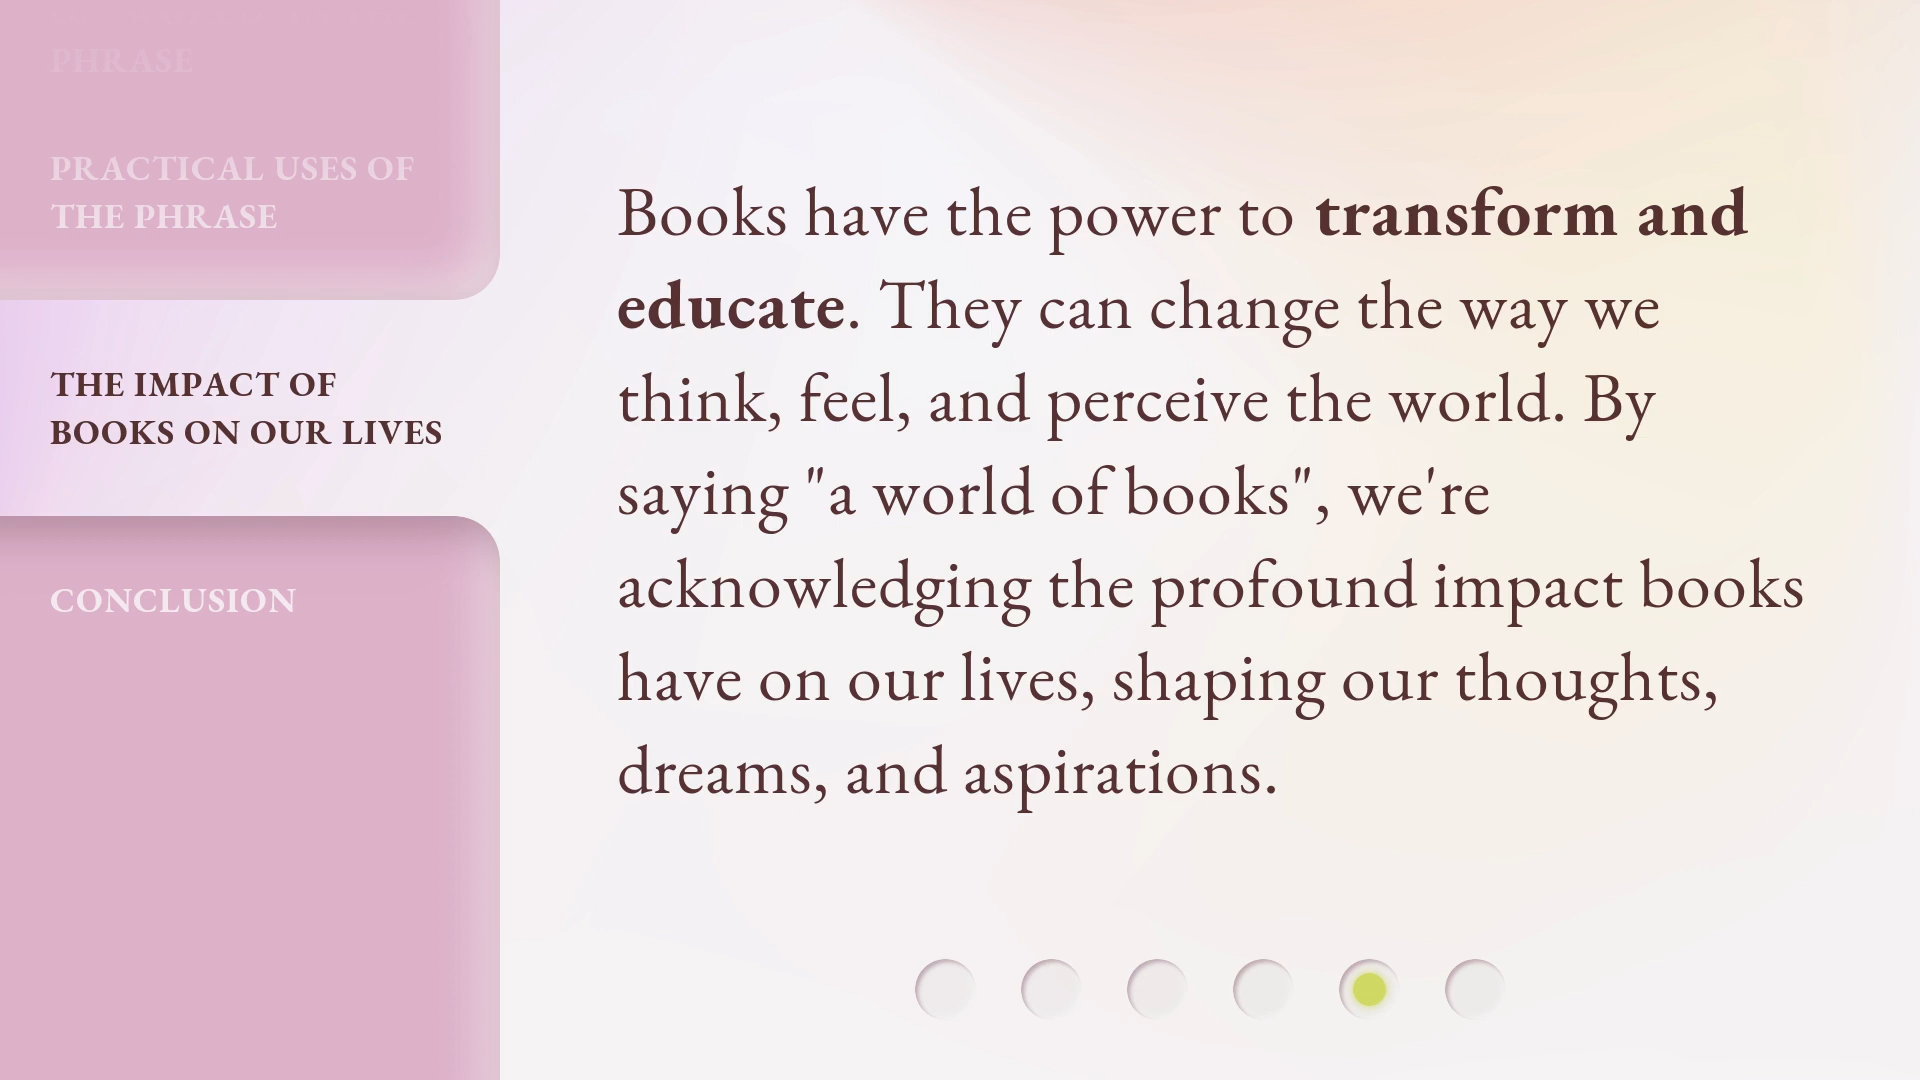 PHRASE
PRACTICAL USES OF
THE PHRASE
THE IMPACT OF
BOOKS ON OUR LIVES
CONCLUSION
Books have the power to transform and
educate. They can change the way we
think, feel, and perceive the world. By
saying "a world of books", we're
acknowledging the profound impact books
have on our lives, shaping our thoughts,
dreams, and aspirations.